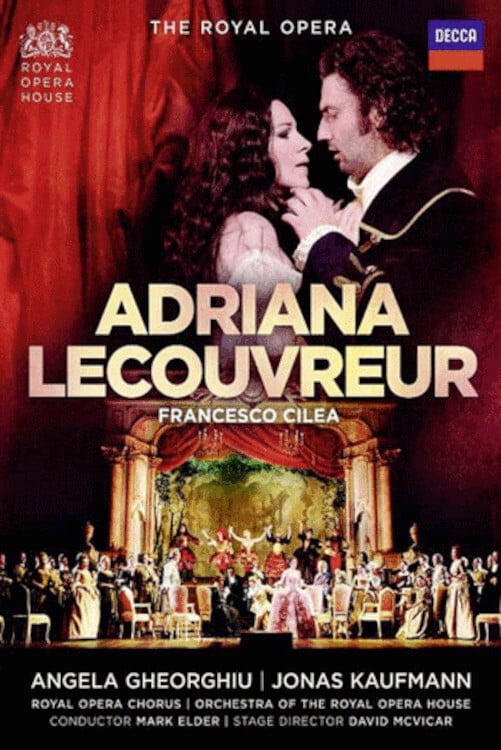 THE ROYAL OPERA
DECCA
ROYAL
OPERA
HOUSE
ADRIANA
LECOUVREUR
FRANCESCO CILEA
ANGELA GHEORGHIU | JONAS KAUFMANN
ROYAL OPERA CHORUS | ORCHESTRA OF THE ROYAL OPERA HOUSE
CONDUCTOR MARK ELDER | STAGE DIRECTOR DAVID MCVICAR